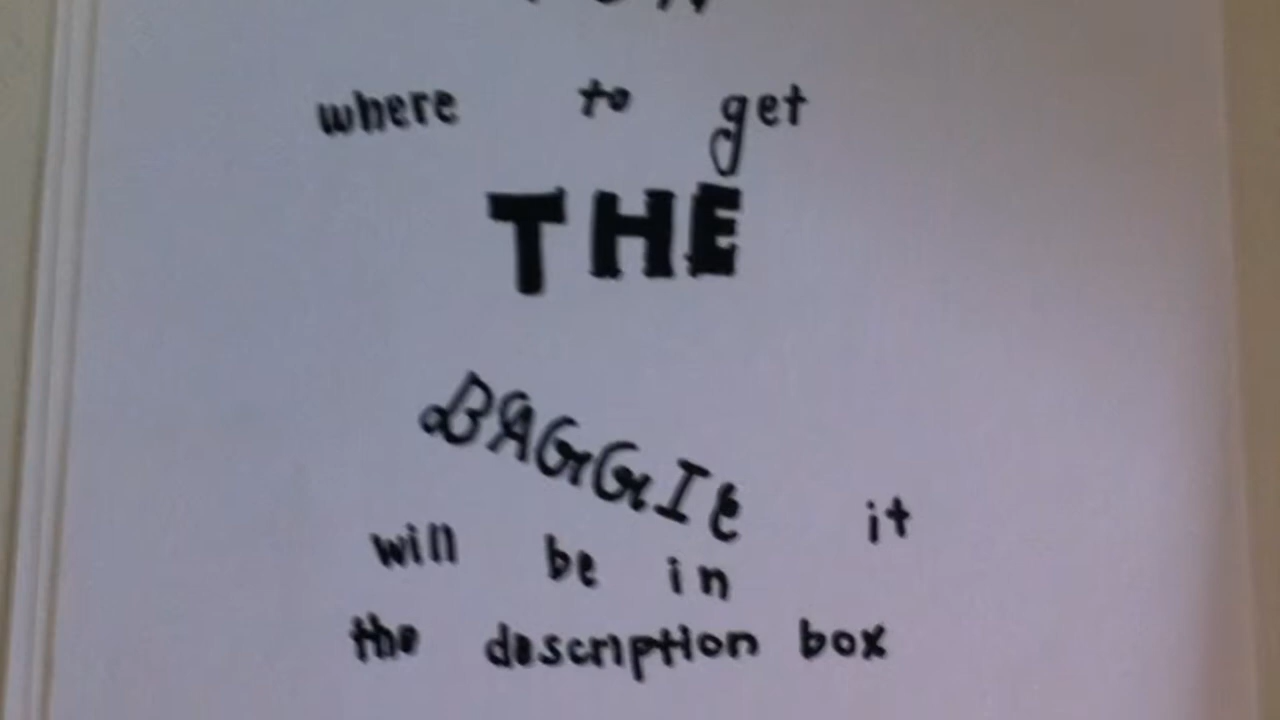 where to get
THE
BAGGIE it
will be in
the description box